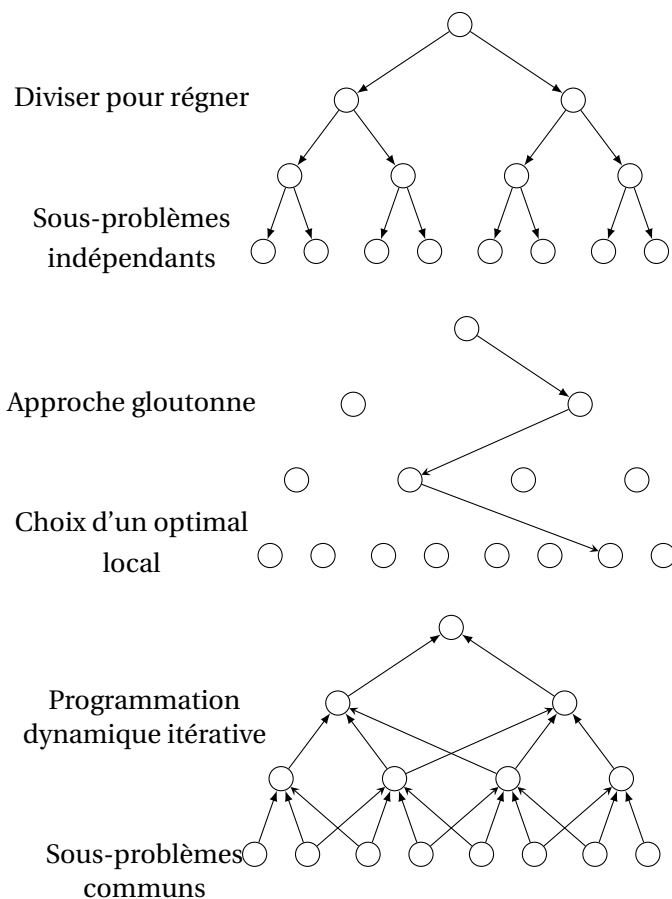 Diviser pour régner
Sous-problèmes
indépendants
Approche gloutonne
Choix d'un optimal
local
Programmation
dynamique itérative
Sous-problèmes
communs